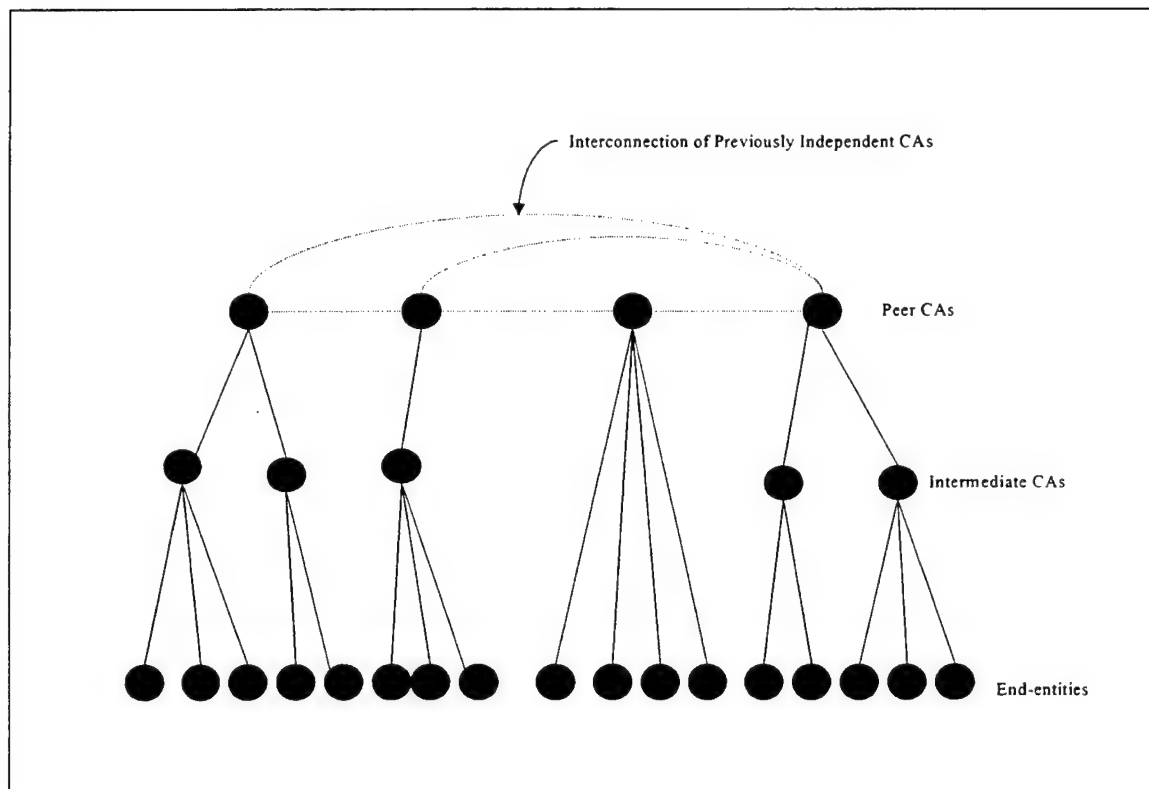 Interconnection of Previously Independent CAs
Peer CAs
Intermediate CAs
End-entities